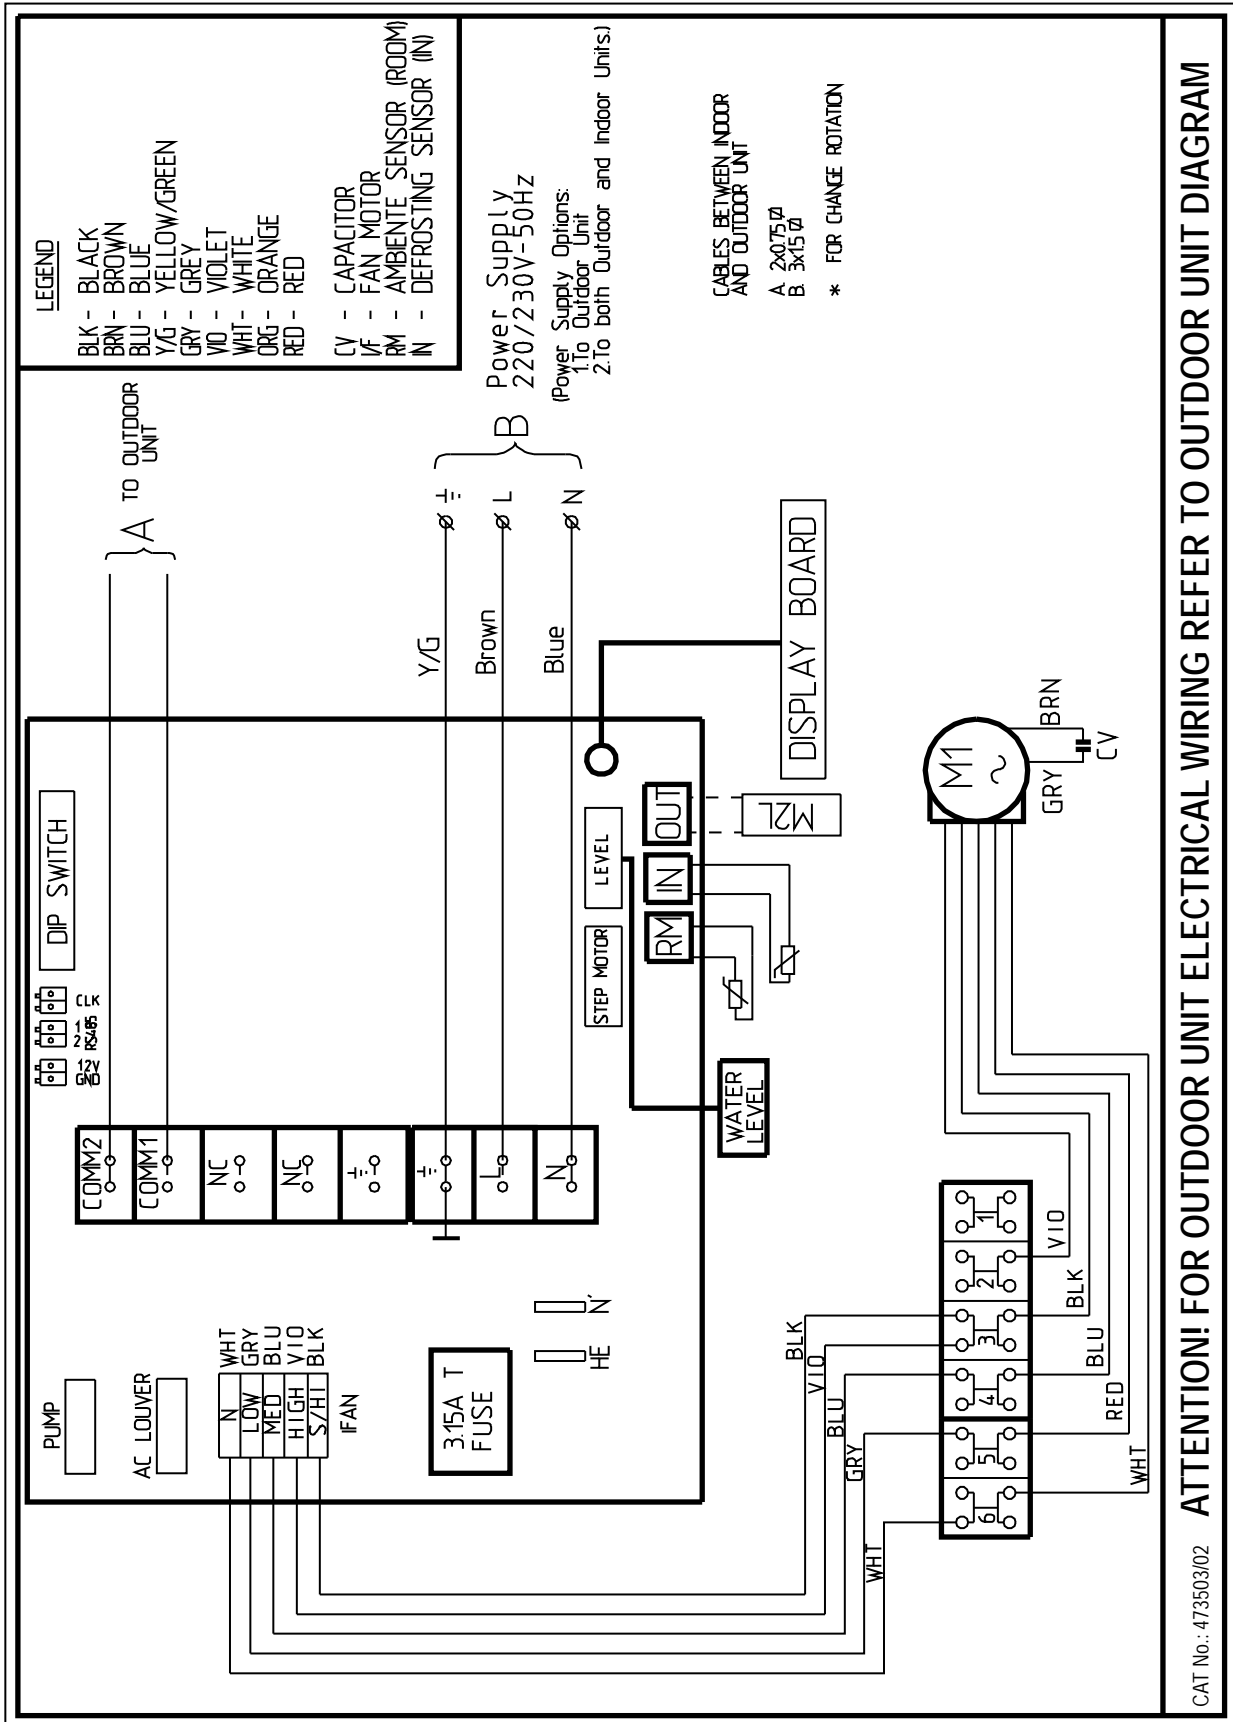 LEGEND
BLK - BLACK
BRN - BROWN
BLU - BLUE
Y/G - YELLOW/GREEN
GRY - GREY
VIO - VIOLET
WHT - WHITE
ORG - ORANGE
RED - RED
CV - CAPACITOR
I/F - FAN MOTOR
RM - AMBIENTE SENSOR (ROOM)
IN - DEFROSTING SENSOR (IN)
A
TO OUTDOOR
UNIT
B
Power Supply
220/230V-50Hz
(Power Supply Options:
1.To Outdoor Unit
2.To both Outdoor and Indoor Units.)
CABLES BETWEEN INDOOR
AND OUTDOOR UNIT
A. 2x0.75
B. 3x1.5
* FOR CHANGE ROTATION
L
N
Y/G
Brown
Blue
DISPLAY BOARD
DIP SWITCH
CLK
1
2 RS485
12V
GND
COMM2
COMM1
NC
NC
L
N
STEP MOTOR
LEVEL
RM
IN
OUT
M2L
WATER
LEVEL
PUMP
AC LOUVER
N WHT
LOW GRY
MED BLU
HIGH VIO
S/HI BLK
IFAN
3.15A T
FUSE
HE
N'
M1
BRN
GRY
CV
BLK
VIO
BLU
GRY
WHT
6
5
4
3
2
1
VIO
BLK
BLU
RED
WHT
CAT No.: 473503/02
ATTENTION! FOR OUTDOOR UNIT ELECTRICAL WIRING REFER TO OUTDOOR UNIT DIAGRAM